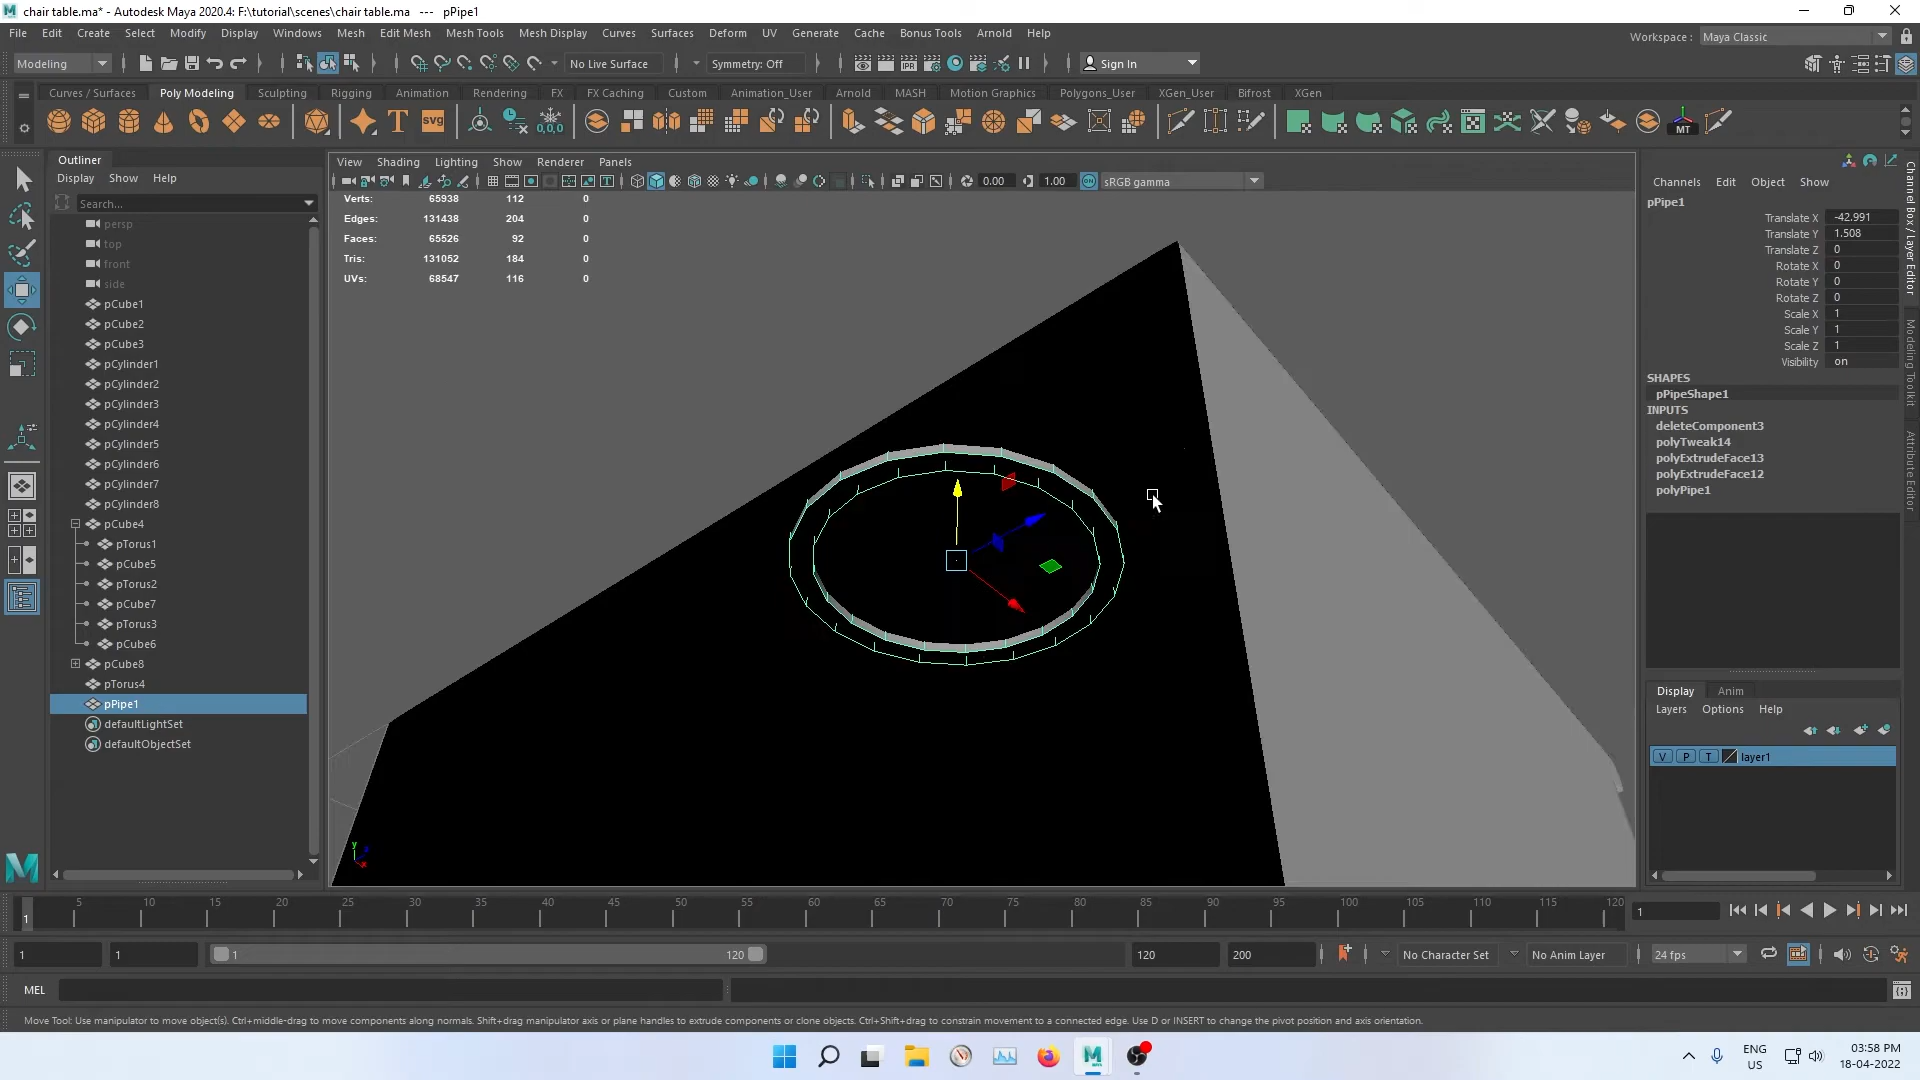 chair table.ma* - Autodesk Maya 2020.4: F:\tutorial\scenes\chair table.ma --- pPipe1
File Edit Create Select Modify Display Windows Mesh Edit Mesh Mesh Tools Mesh Display Curves Surfaces Deform UV Generate Cache Bonus Tools Arnold Help
Workspace : Maya Classic
Modeling No Live Surface Symmetry: Off Sign In
Curves / Surfaces Poly Modeling Sculpting Rigging Animation Rendering FX FX Caching Custom Animation_User Arnold MASH Motion Graphics Polygons_User XGen_User Bifrost XGen
Outliner
Display Show Help
Search...
persp
top
front
side
pCube1
pCube2
pCube3
pCylinder1
pCylinder2
pCylinder3
pCylinder4
pCylinder5
pCylinder6
pCylinder7
pCylinder8
pCube4
pTorus1
pCube5
pTorus2
pCube7
pTorus3
pCube6
pCube8
pTorus4
pPipe1
defaultLightSet
defaultObjectSet
View Shading Lighting Show Renderer Panels
0.00 1.00 sRGB gamma
Verts: 65938 112 0
Edges: 131438 204 0
Faces: 65526 92 0
Tris: 131052 184 0
UVs: 68547 116 0
Channels Edit Object Show
pPipe1
Translate X -42.991
Translate Y 1.508
Translate Z 0
Rotate X 0
Rotate Y 0
Rotate Z 0
Scale X 1
Scale Y 1
Scale Z 1
Visibility on
SHAPES
pPipeShape1
INPUTS
deleteComponent3
polyTweak14
polyExtrudeFace13
polyExtrudeFace12
polyPipe1
Channel Box / Layer Editor
Modeling Toolkit
Attribute Editor
Display Anim
Layers Options Help
V P T layer1
5 10 15 20 25 30 35 40 45 50 55 60 65 70 75 80 85 90 95 100 105 110 115 120
1 1
1 1 1 120 120 200 No Character Set No Anim Layer 24 fps
MEL
Move Tool: Use manipulator to move object(s). Ctrl+middle-drag to move components along normals. Shift+drag manipulator axis or plane handles to extrude components or clone objects. Ctrl+Shift+drag to constrain movement to a connected edge. Use D or INSERT to change the pivot position and axis orientation.
ENG
US
03:58 PM
18-04-2022